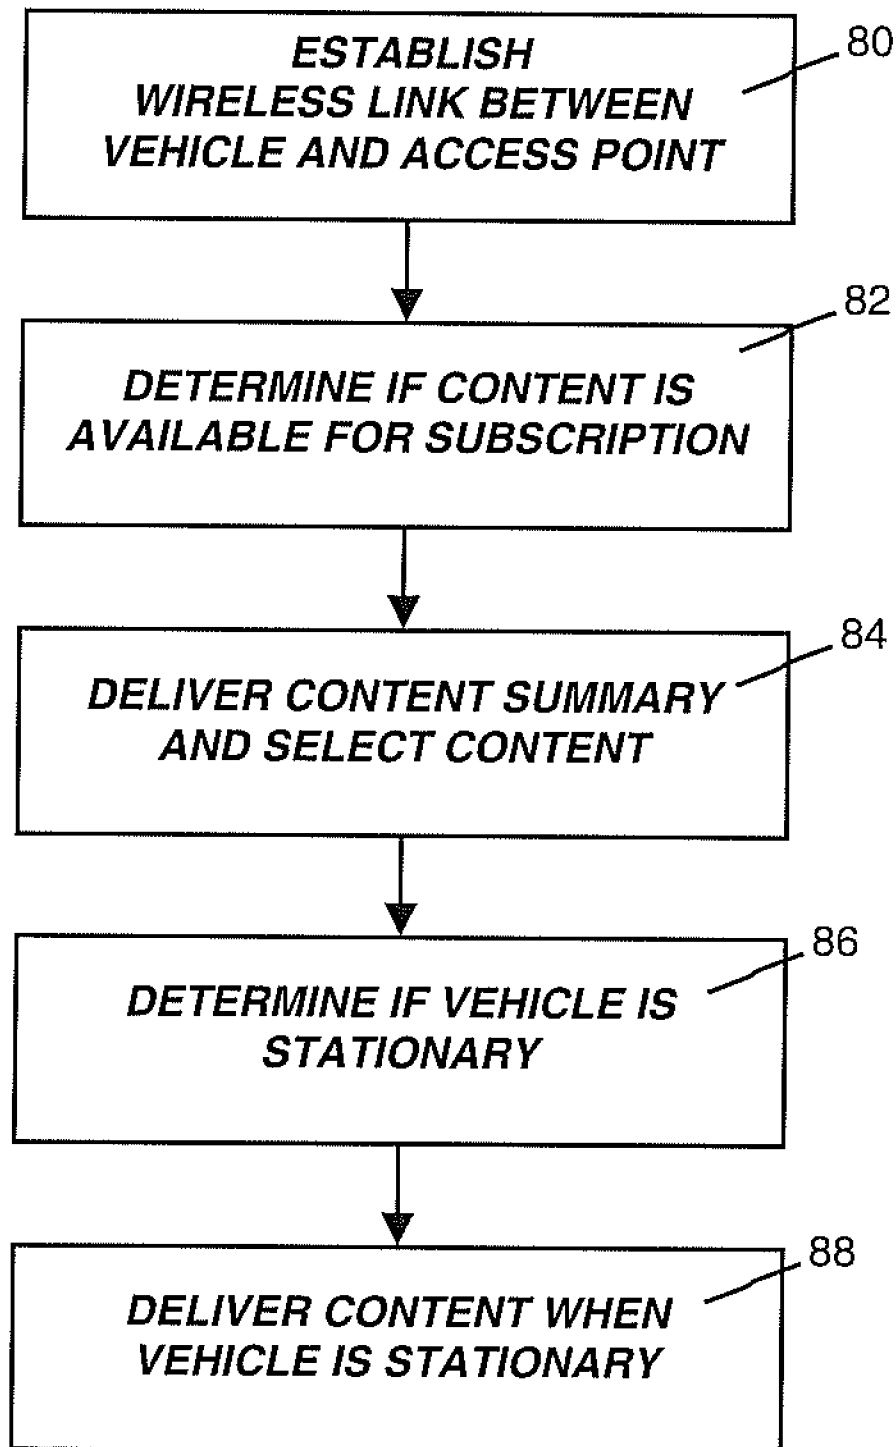 ESTABLISH
WIRELESS LINK BETWEEN
VEHICLE AND ACCESS POINT
80
DETERMINE IF CONTENT IS
AVAILABLE FOR SUBSCRIPTION
82
DELIVER CONTENT SUMMARY
AND SELECT CONTENT
84
DETERMINE IF VEHICLE IS
STATIONARY
86
DELIVER CONTENT WHEN
VEHICLE IS STATIONARY
88